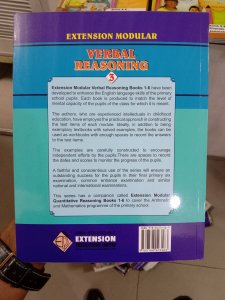 EXTENSION MODULAR
VERBAL
REASONING
3
Extension Modular Verbal Reasoning Books 1-6 have been
developed to enhance the English language skills of the primary
school pupils. Each book is produced to match the level of
mental capacity of the pupils of the class for which it is meant.
The authors, who are experienced intellectuals in childhood
education, have employed the practical approach in constructing
the test items of each module. Ideally, in addition to being
exemplary textbooks with solved examples, the books can be
used as workbooks with enough spaces to record the answers
to the test items.
The examples are carefully constructed to encourage
independent efforts by the pupils. There are spaces to record
the dates and scores to monitor the progress of the pupils.
A faithful and conscientious use of the series will ensure an
outstanding success for the pupils in their final primary six
examination, common entrance examination and similar
national and international examinations.
This series has a companion called Extension Modular
Quantitative Reasoning Books 1-6 to cover the Arithmetic
and Mathematics programme of the primary school.
EXTENSION